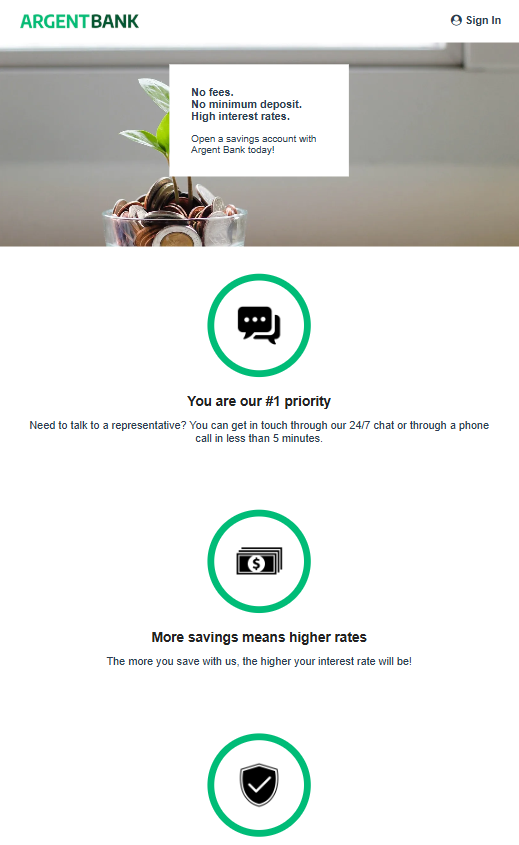 ARGENTBANK
Sign In
No fees.
No minimum deposit.
High interest rates.
Open a savings account with
Argent Bank today!
You are our #1 priority
Need to talk to a representative? You can get in touch through our 24/7 chat or through a phone
call in less than 5 minutes.
$
More savings means higher rates
The more you save with us, the higher your interest rate will be!